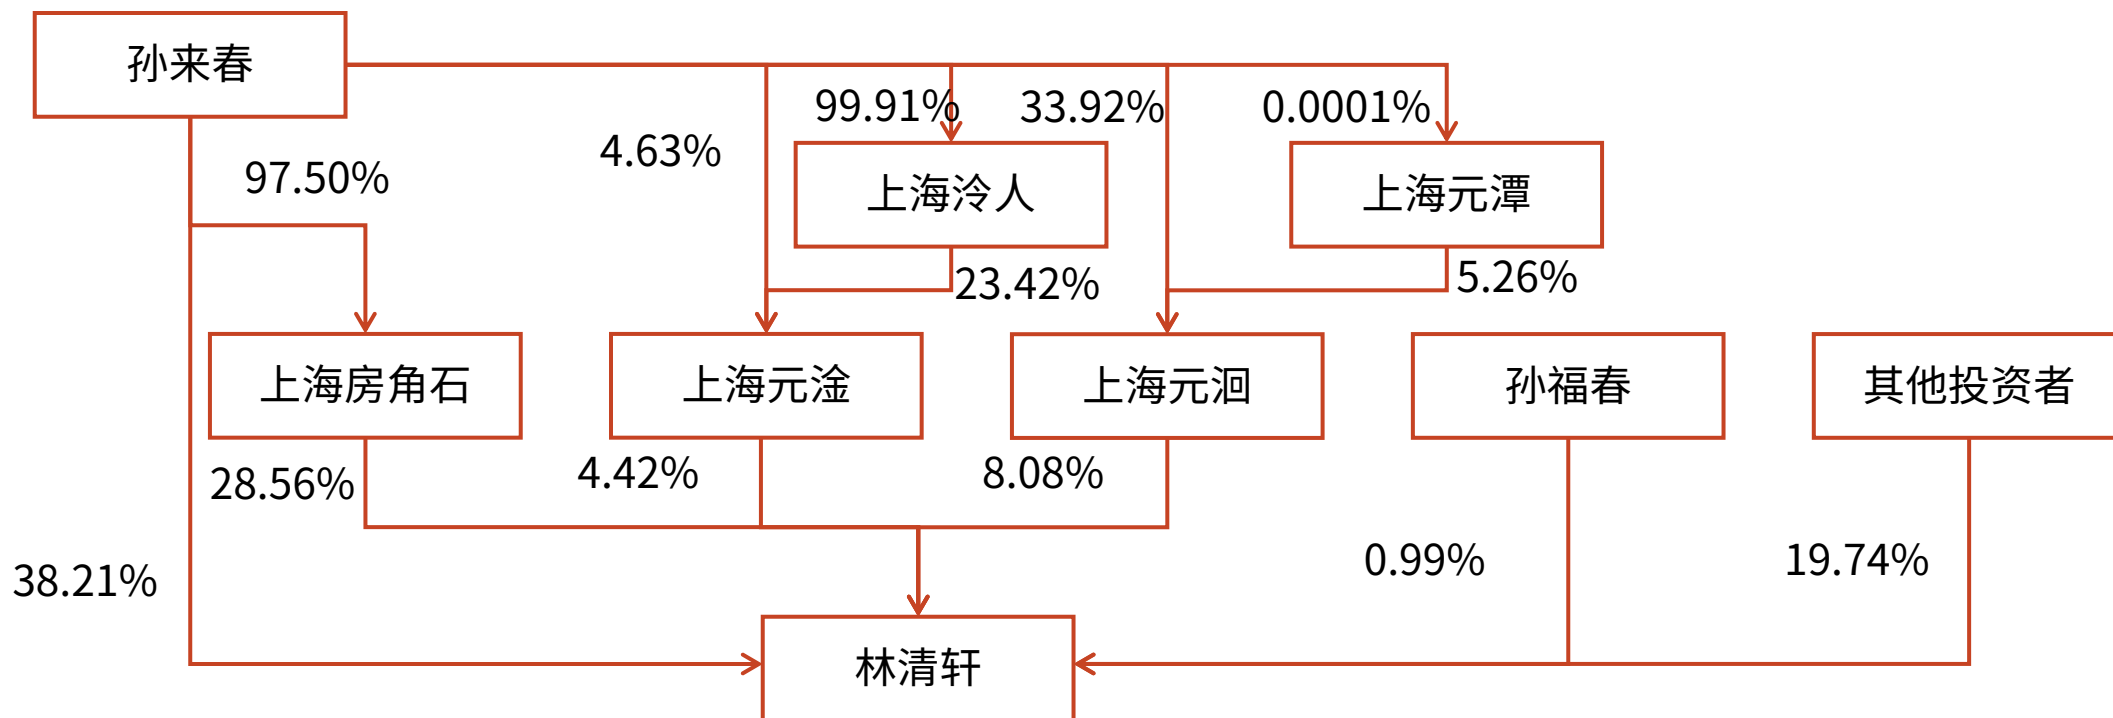 孙来春
99.91%
33.92%
0.0001%
4.63%
97.50%
上海泠人
上海元潭
23.42%
5.26%
上海房角石
上海元淦
上海元洄
孙福春
其他投资者
28.56%
4.42%
8.08%
38.21%
0.99%
19.74%
林清轩